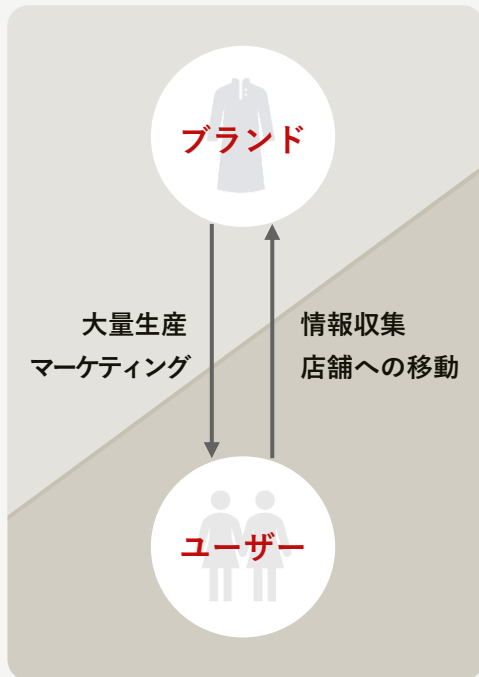 ブランド
大量生産
マーケティング
情報収集
店舗への移動
ユーザー